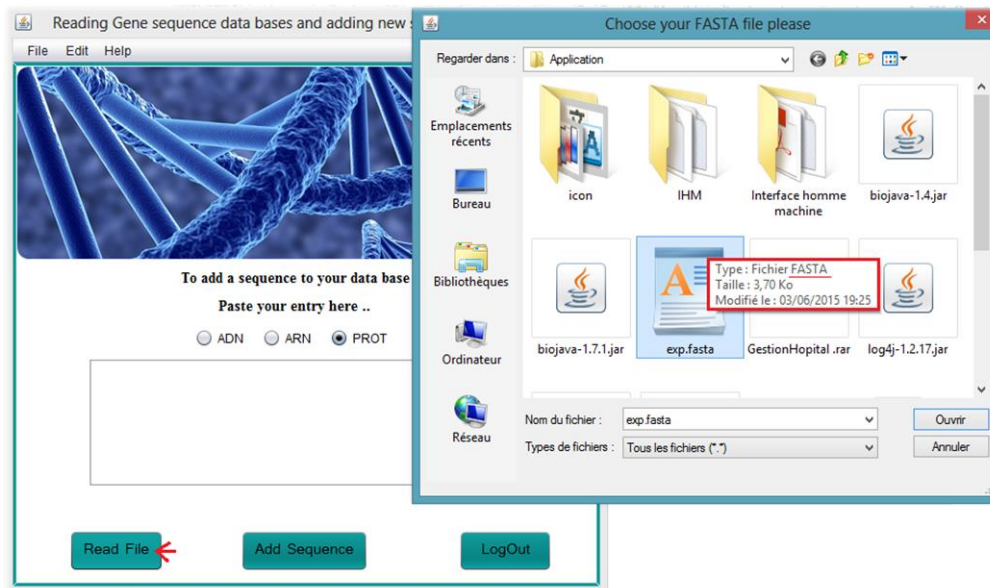 Reading Gene sequence data bases and adding new
File Edit Help
To add a sequence to your data base
Paste your entry here ..
ADN ARN PROT
Read File
Add Sequence
LogOut
Choose your FASTA file please
Regarder dans :
Application
Emplacements
récents
Bureau
Bibliothèques
Ordinateur
Réseau
icon
IHM
Interface homme
machine
biojava-1.4.jar
biojava-1.7.1.jar
exp.fasta
GestionHopital .rar
log4j-1.2.17.jar
Type : Fichier FASTA
Taille : 3,70 Ko
Modifié le : 03/06/2015 19:25
Nom du fichier :
exp.fasta
Ouvrir
Types de fichiers :
Tous les fichiers (*.*)
Annuler